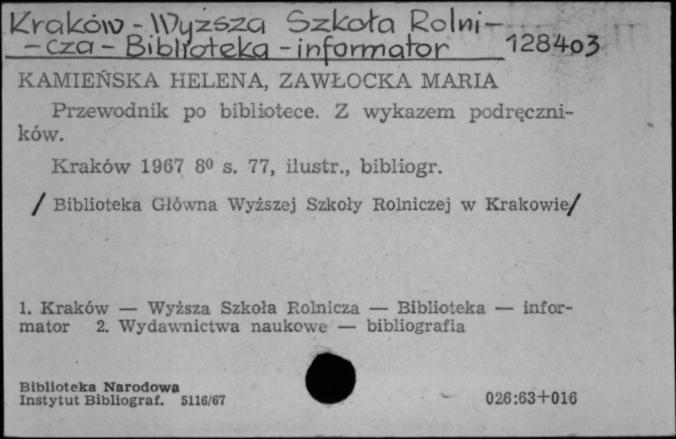 Kraków - Wyższa Szkoła Rolni-
- cza - Biblioteka - informator 128403
KAMIEŃSKA HELENA, ZAWŁOCKA MARIA
Przewodnik po bibliotece. Z wykazem podręczni-
ków.
Kraków 1967 8º s. 77, ilustr., bibliogr.
/ Biblioteka Główna Wyższej Szkoły Rolniczej w Krakowie/
1. Kraków — Wyższa Szkoła Rolnicza — Biblioteka — infor-
mator 2. Wydawnictwa naukowe — bibliografia
Biblioteka Narodowa
Instytut Bibliograf. 5116/67 026:63+016